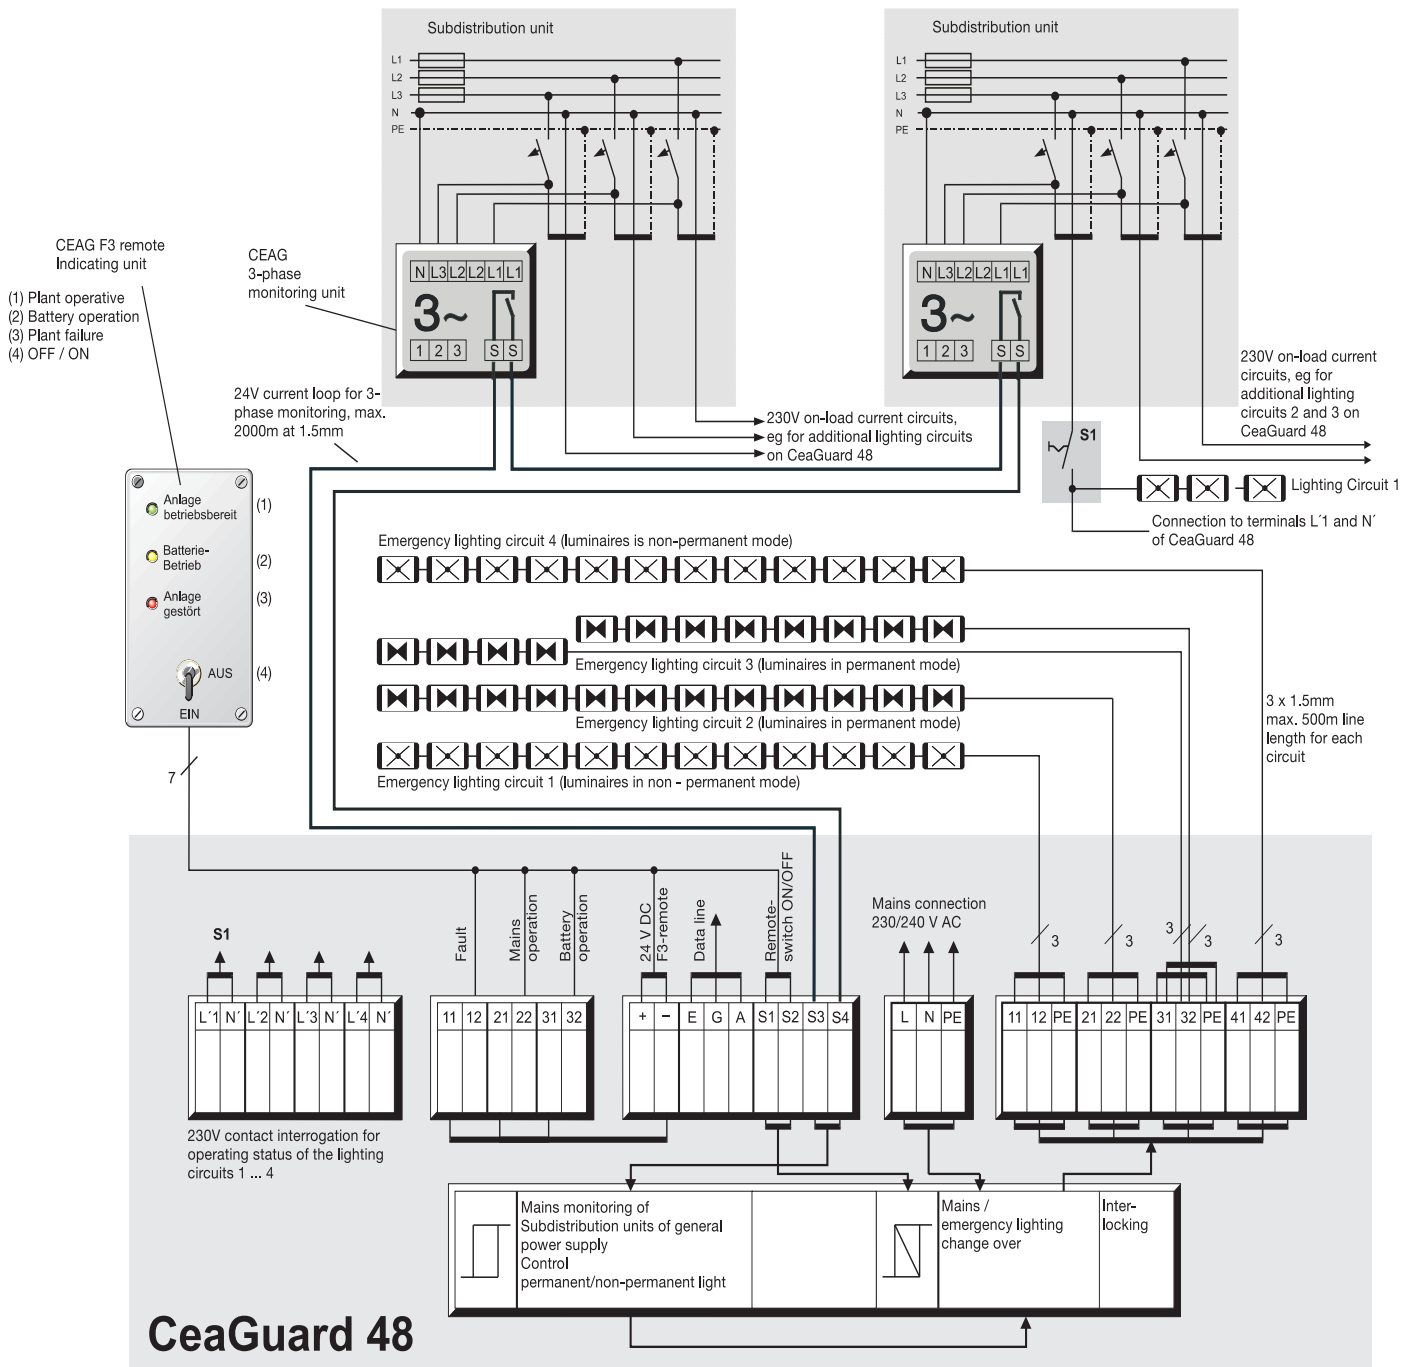 Subdistribution unit
L1
L2
L3
N
PE
N L3 L2 L2 L1 L1
3~
1 2 3 S S
Subdistribution unit
L1
L2
L3
N
PE
N L3 L2 L2 L1 L1
3~
1 2 3 S S
CEAG F3 remote
Indicating unit
(1) Plant operative
(2) Battery operation
(3) Plant failure
(4) OFF / ON
CEAG
3-phase
monitoring unit
24V current loop for 3-
phase monitoring, max.
2000m at 1.5mm
230V on-load current circuits,
eg for additional lighting circuits
on CeaGuard 48
230V on-load current
circuits, eg for
additional lighting
circuits 2 and 3 on
CeaGuard 48
S1
Lighting Circuit 1
Connection to terminals L´1 and N´
of CeaGuard 48
Anlage
betriebsbereit
(1)
Batterie-
Betrieb
(2)
Anlage
gestört
(3)
AUS
(4)
EIN
7
Emergency lighting circuit 4 (luminaires is non-permanent mode)
Emergency lighting circuit 3 (luminaires in permanent mode)
Emergency lighting circuit 2 (luminaires in permanent mode)
Emergency lighting circuit 1 (luminaires in non - permanent mode)
3 x 1.5mm
max. 500m line
length for each
circuit
S1
Fault
Mains
operation
Battery
operation
24 V DC
F3-remote
Data line
Remote-
switch ON/OFF
Mains connection
230/240 V AC
3
3
3
3
3
L´1 N´ L´2 N´ L´3 N´ L´4 N´
11 12 21 22 31 32
+ − E G A S1 S2 S3 S4
L N PE
11 12 PE 21 22 PE 31 32 PE 41 42 PE
230V contact interrogation for
operating status of the lighting
circuits 1 ... 4
Mains monitoring of
Subdistribution units of general
power supply
Control
permanent/non-permanent light
Mains /
emergency lighting
change over
Inter-
locking
CeaGuard 48